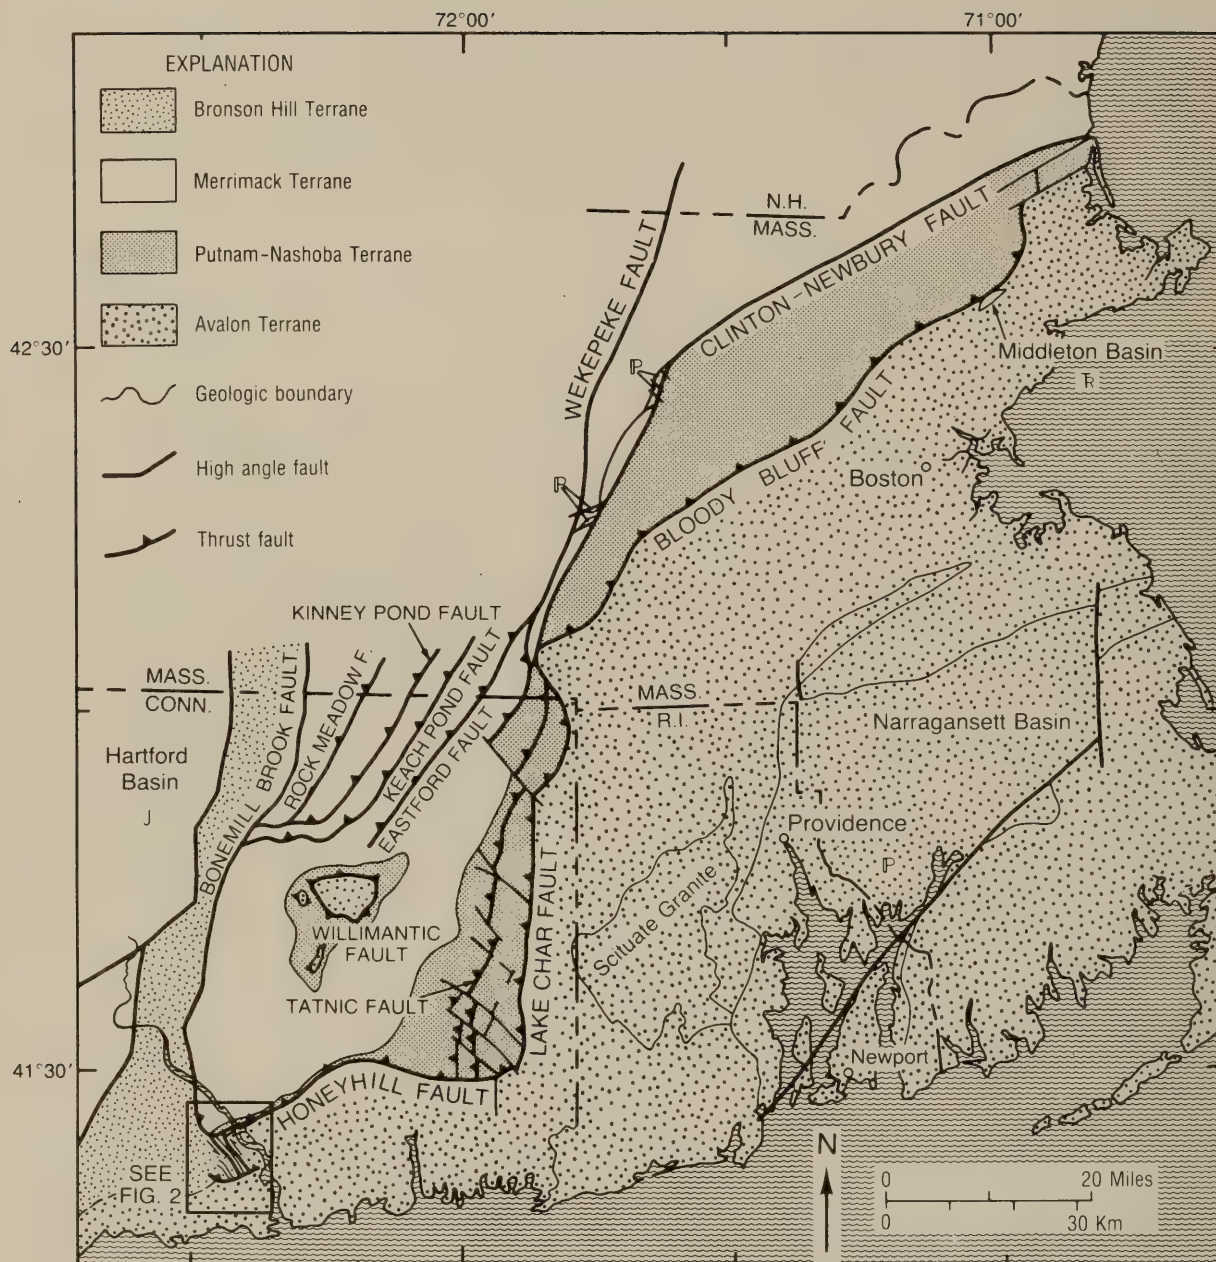 72°00′
71°00′
EXPLANATION
Bronson Hill Terrane
Merrimack Terrane
Putnam-Nashoba Terrane
Avalon Terrane
Geologic boundary
High angle fault
Thrust fault
42°30′
41°30′
N.H.
MASS.
WEKEPEKE FAULT
CLINTON-NEWBURY FAULT
ℙ
Middleton Basin
TR
BLOODY BLUFF FAULT
Boston
ℙ
KINNEY POND FAULT
MASS.
CONN.
MASS.
R.I.
BONEMILL BROOK FAULT
ROCK MEADOW F.
KEACH POND FAULT
EASTFORD FAULT
Hartford
Basin
J
Narragansett Basin
Providence
ℙ
LAKE CHAR FAULT
Scituate Granite
WILLIMANTIC
FAULT
TATNIC FAULT
HONEYHILL FAULT
Newport
SEE
FIG. 2
N
0 20 Miles
0 30 Km